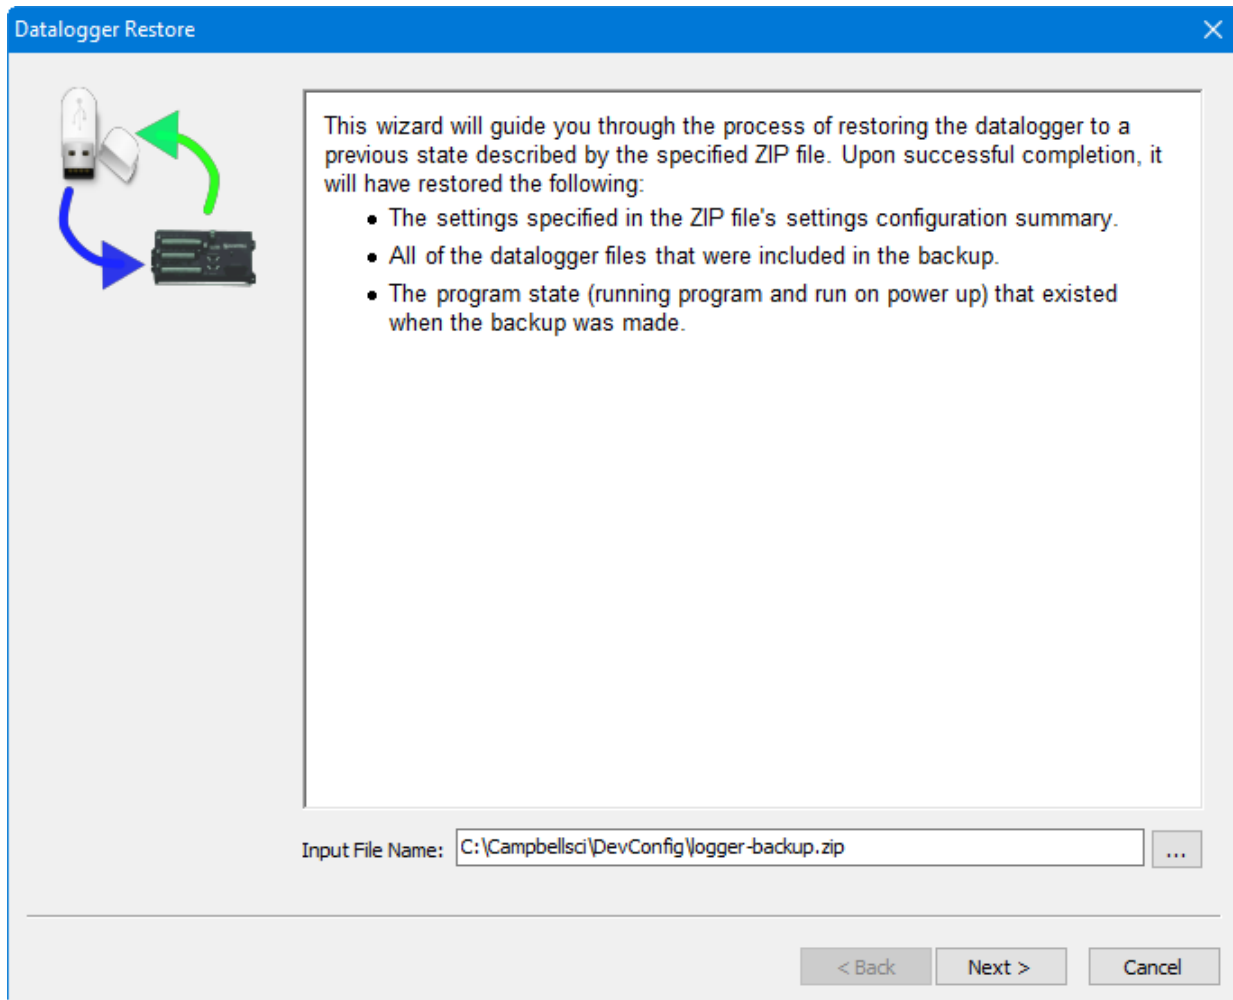 Datalogger Restore
This wizard will guide you through the process of restoring the datalogger to a
previous state described by the specified ZIP file. Upon successful completion, it
will have restored the following:
• The settings specified in the ZIP file's settings configuration summary.
• All of the datalogger files that were included in the backup.
• The program state (running program and run on power up) that existed
when the backup was made.
Input File Name: C:\Campbellsci\DevConfig\logger-backup.zip ...
< Back Next > Cancel